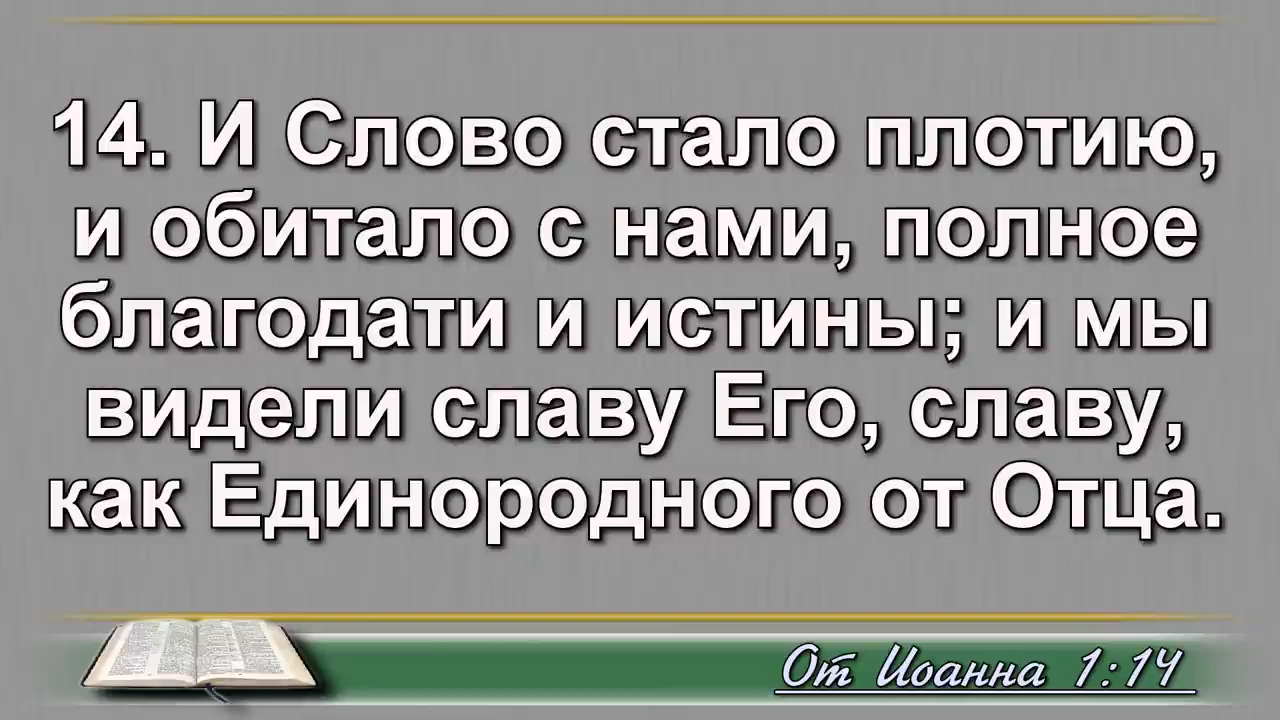 14. И Слово стало плотию,
и обитало с нами, полное
благодати и истины; и мы
видели славу Его, славу,
как Единородного от Отца.
От Иоанна 1:14